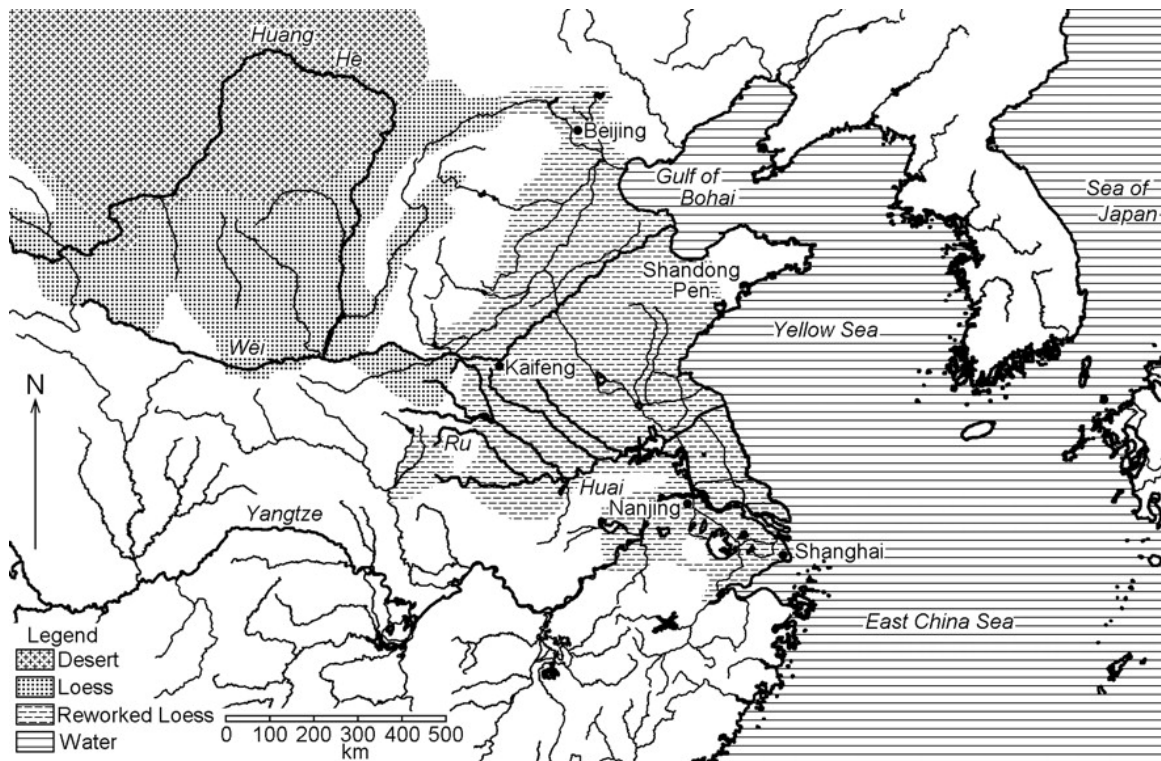 Huang
He
Beijing
Gulf of
Bohai
Sea of
Japan
Shandong
Pen
Yellow Sea
Wei
Kaifeng
N
Ru
Huai
Nanjing
Yangtze
Shanghai
East China Sea
Legend
Desert
Loess
Reworked Loess
Water
0 100 200 300 400 500
km